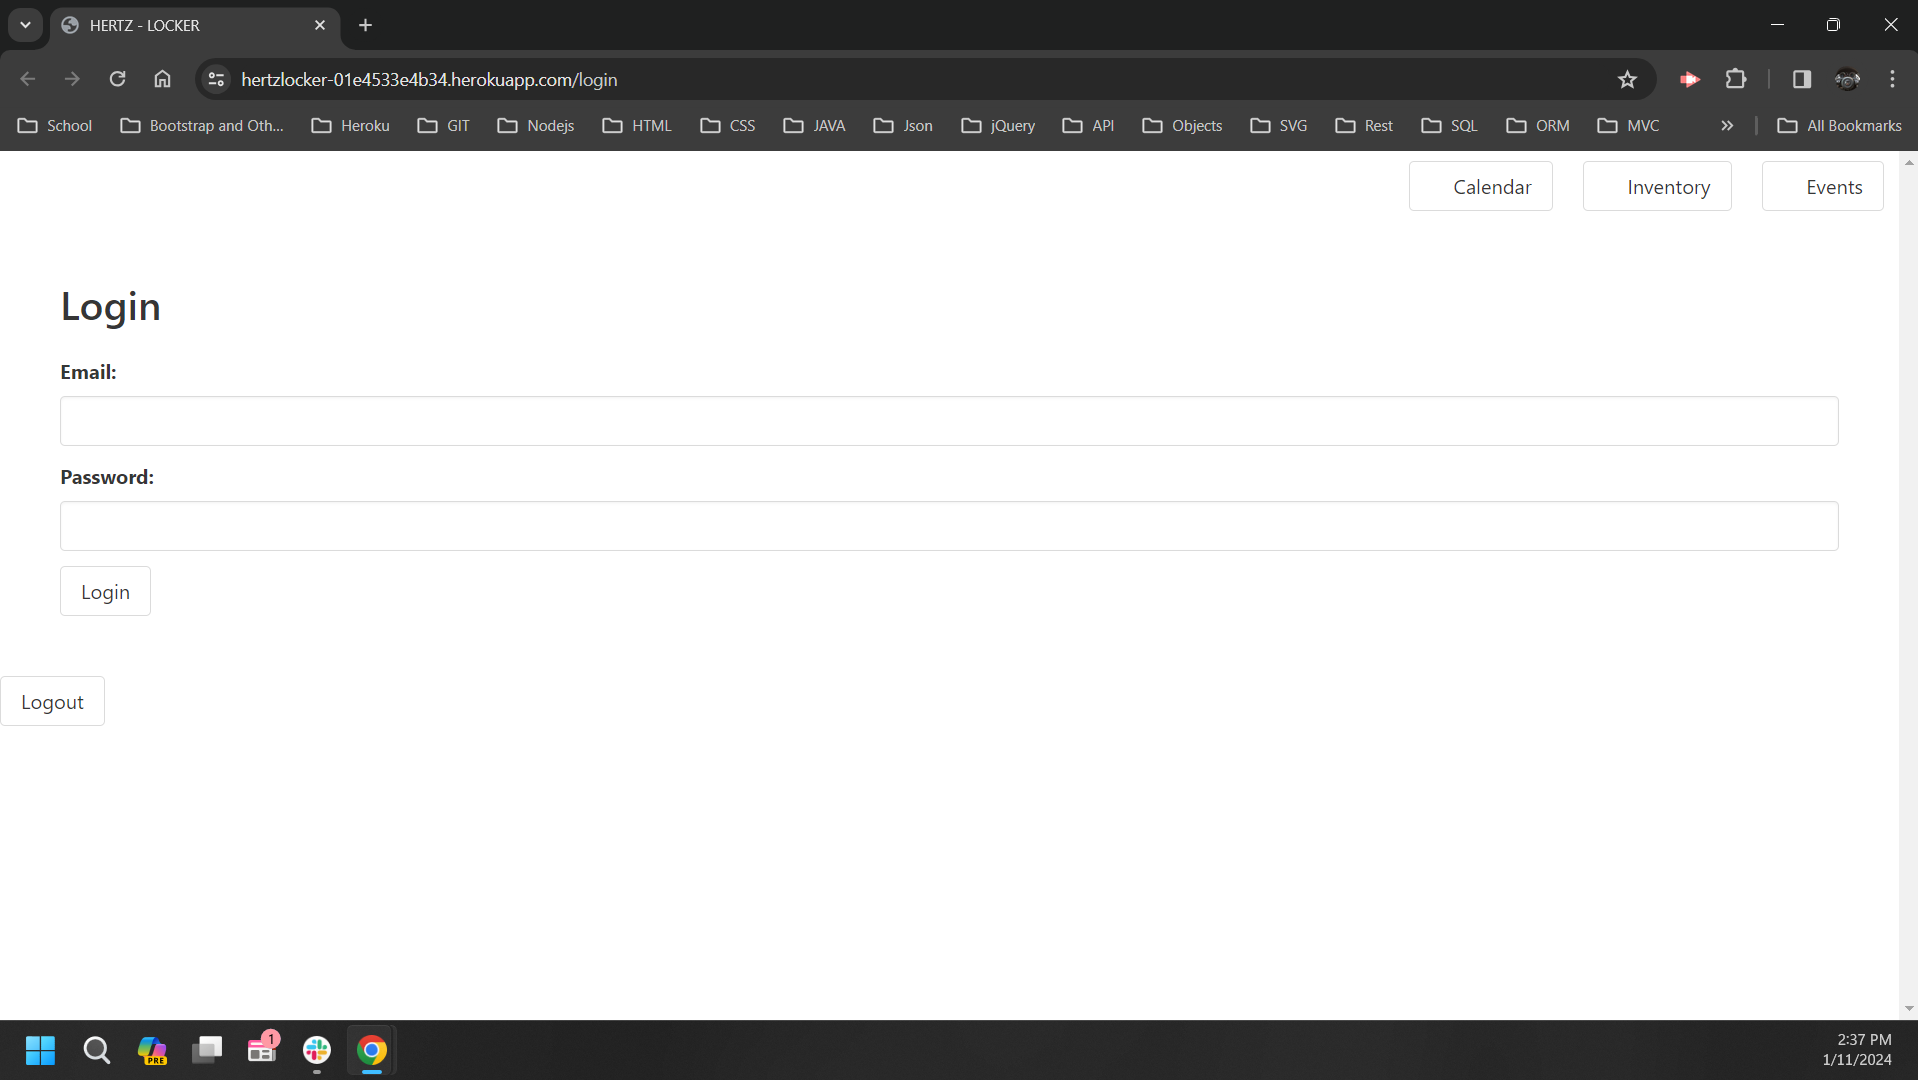 HERTZ - LOCKER
hertzlocker-01e4533e4b34.herokuapp.com/login
School Bootstrap and Oth... Heroku GIT Nodejs HTML CSS JAVA Json jQuery API Objects SVG Rest SQL ORM MVC All Bookmarks
Calendar Inventory Events
Login
Email:
Password:
Login
Logout
PRE
1
2:37 PM
1/11/2024